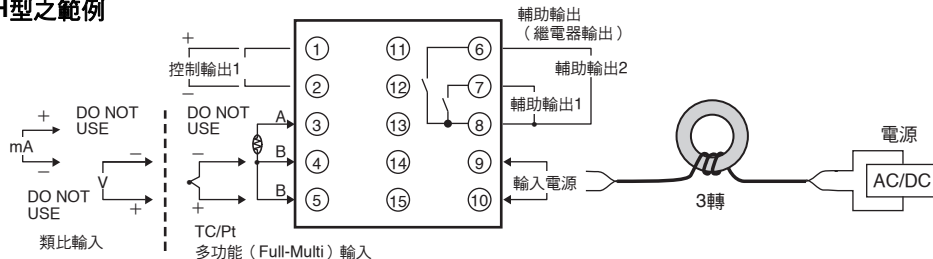 H型之範例
輔助輸出
（繼電器輸出）
輔助輸出2
輔助輸出1
+
控制輸出1
−
1
2
3
4
5
11
12
13
14
15
6
7
8
9
10
+
mA
−
DO NOT
USE
−
V
+
DO NOT
USE
類比輸入
DO NOT
USE
−
+
A
B
B
TC/Pt
多功能（Full-Multi）輸入
輸入電源
3轉
電源
AC/DC